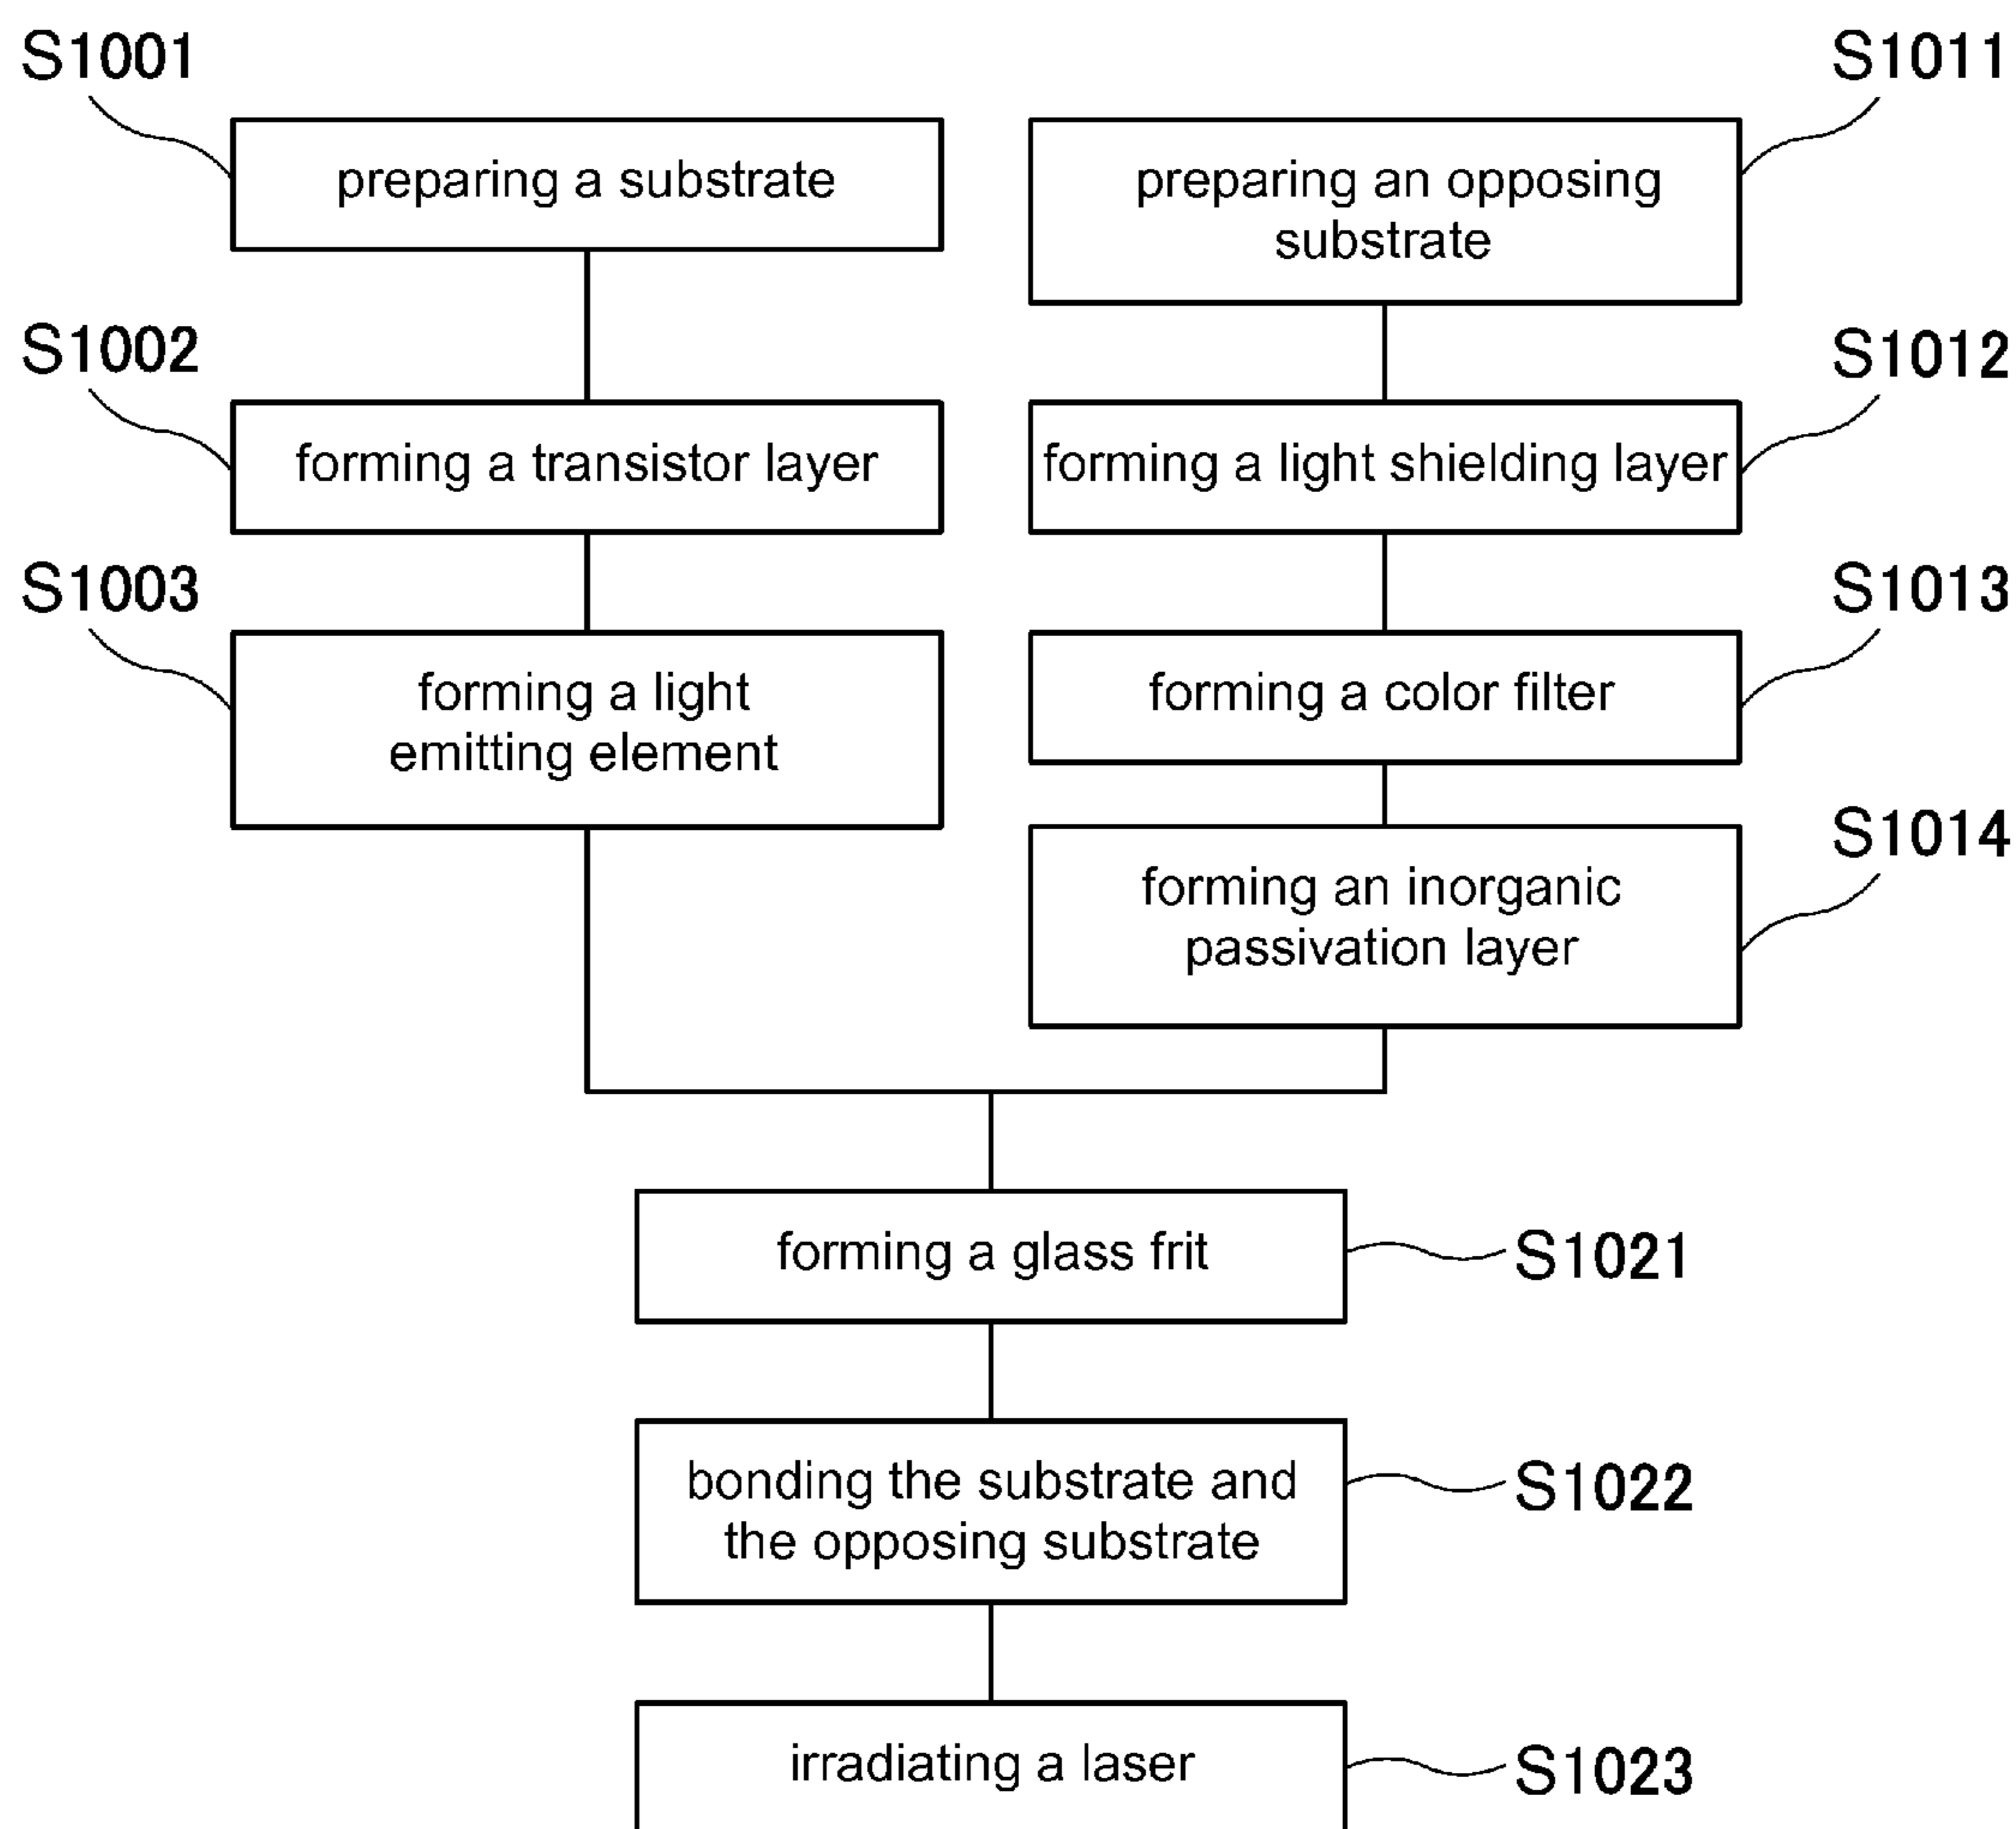 S1001
preparing a substrate
S1002
forming a transistor layer
S1003
forming a light
emitting element
S1011
preparing an opposing
substrate
S1012
forming a light shielding layer
S1013
forming a color filter
S1014
forming an inorganic
passivation layer
forming a glass frit
S1021
bonding the substrate and
the opposing substrate
S1022
irradiating a laser
S1023